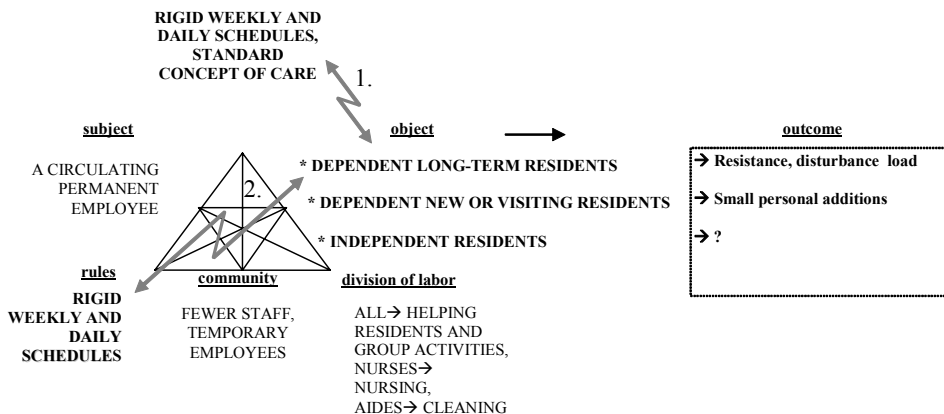 RIGID WEEKLY AND
DAILY SCHEDULES,
STANDARD
CONCEPT OF CARE
1.
subject
object
outcome
A CIRCULATING
PERMANENT
EMPLOYEE
2.
* DEPENDENT LONG-TERM RESIDENTS
* DEPENDENT NEW OR VISITING RESIDENTS
* INDEPENDENT RESIDENTS
→ Resistance, disturbance load
→ Small personal additions
→ ?
rules
RIGID
WEEKLY AND
DAILY
SCHEDULES
community
FEWER STAFF,
TEMPORARY
EMPLOYEES
division of labor
ALL→ HELPING
RESIDENTS AND
GROUP ACTIVITIES,
NURSES→
NURSING,
AIDES→ CLEANING